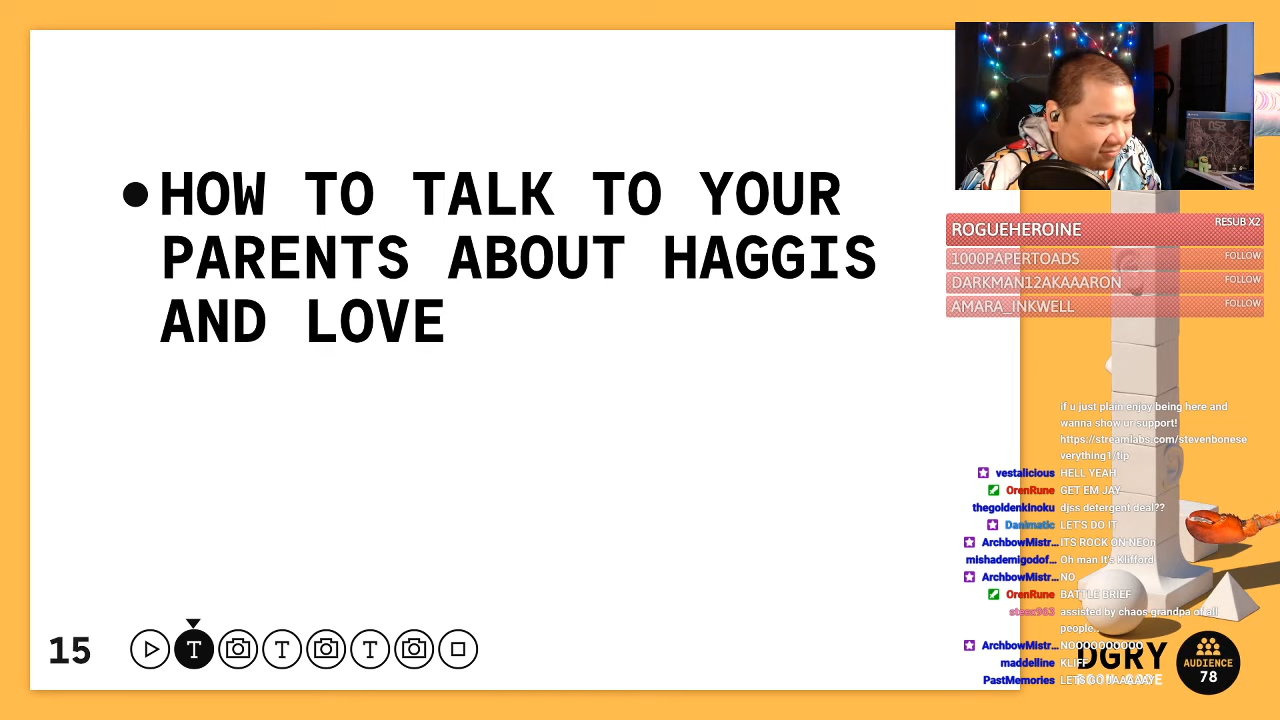 •HOW TO TALK TO YOUR
PARENTS ABOUT HAGGIS
AND LOVE
15
T T T
ROGUEHEROINE RESUB X2
1000PAPERTOADS FOLLOW
DARKMAN12AKAAARON FOLLOW
AMARA_INKWELL FOLLOW
if u just plain enjoy being here and
wanna show ur support!
https://streamlabs.com/stevenbonese
verything1/tip
vestalicious HELL YEAH
OrenRune GET EM JAY
thegoldenkinoku djss detergent deal??
Danimatic LET'S DO IT
ArchbowMistr... ITS ROCK ON NEOn
mishademigodof... Oh man it's Klifford
ArchbowMistr... NO
OrenRune BATTLE BRIEF
assisted by chaos grandpa of all
people..
ArchbowMistr... NOOOOOOOOO
maddelline KLIFF
PastMemories
DGRY
AUDIENCE
78